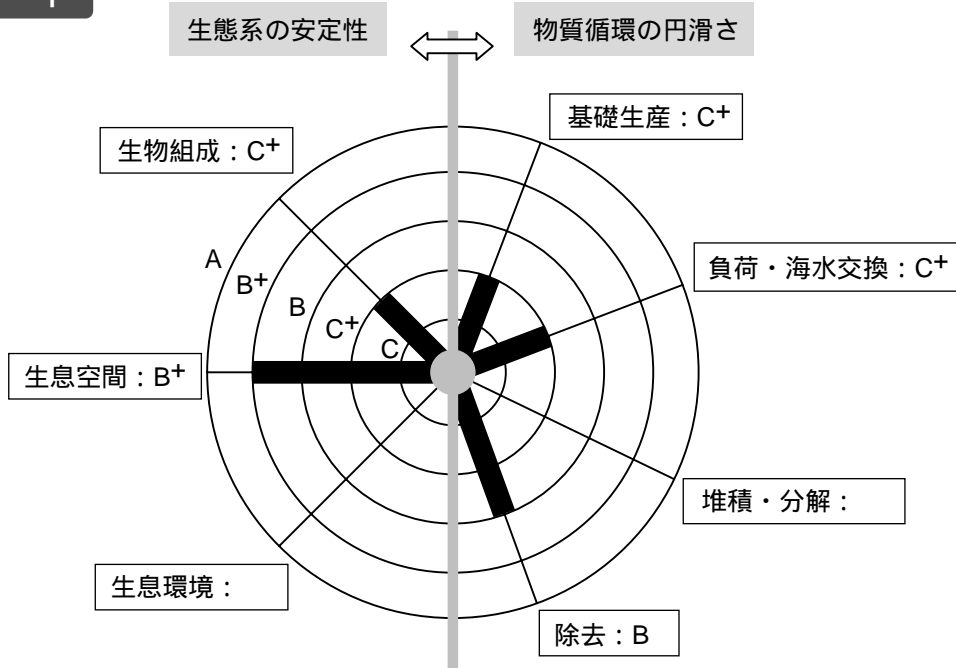 生態系の安定性
物質循環の円滑さ
基礎生産：C+
生物組成：C+
負荷・海水交換：C+
A
B+
B
C+
C
生息空間：B+
堆積・分解：
生息環境：
除去：B